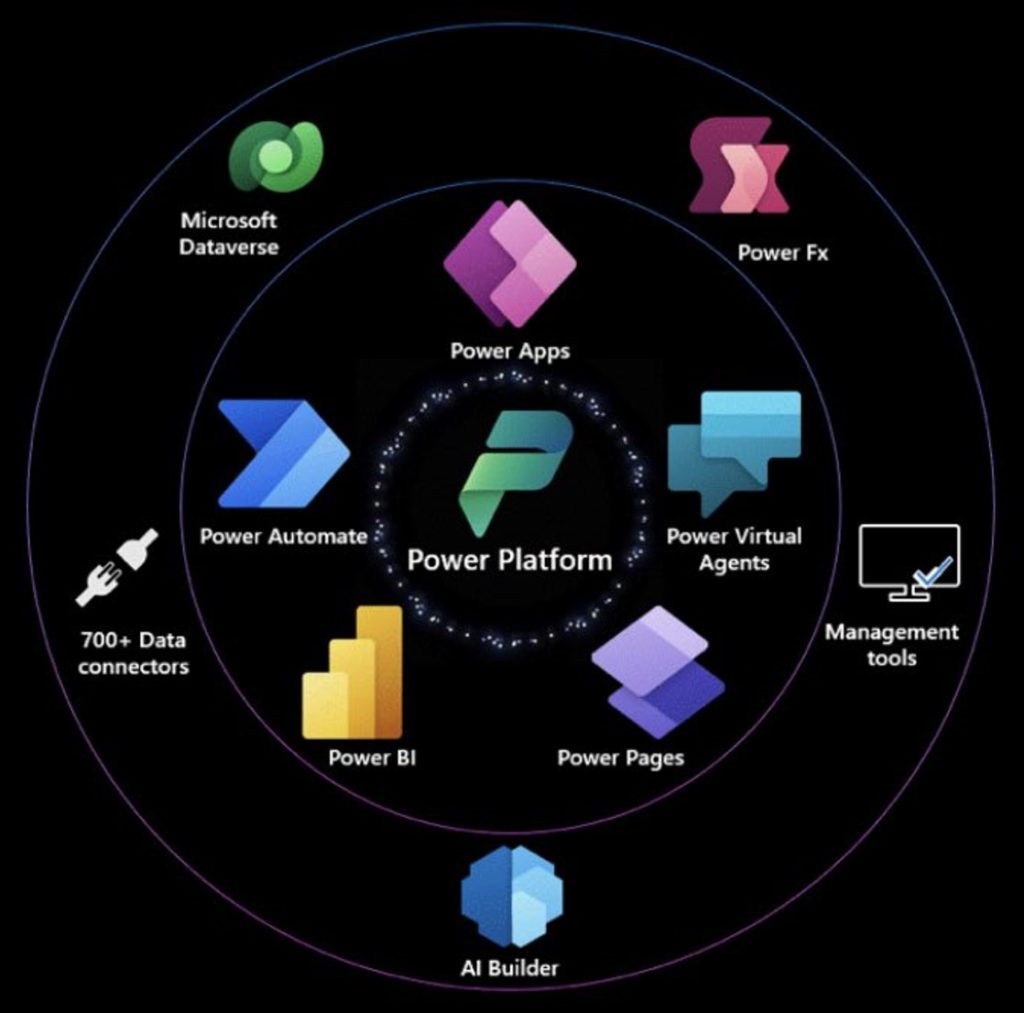 Microsoft
Dataverse
Power Fx
Power Apps
Power Automate
Power Platform
Power Virtual
Agents
700+ Data
connectors
Management
tools
Power BI
Power Pages
AI Builder